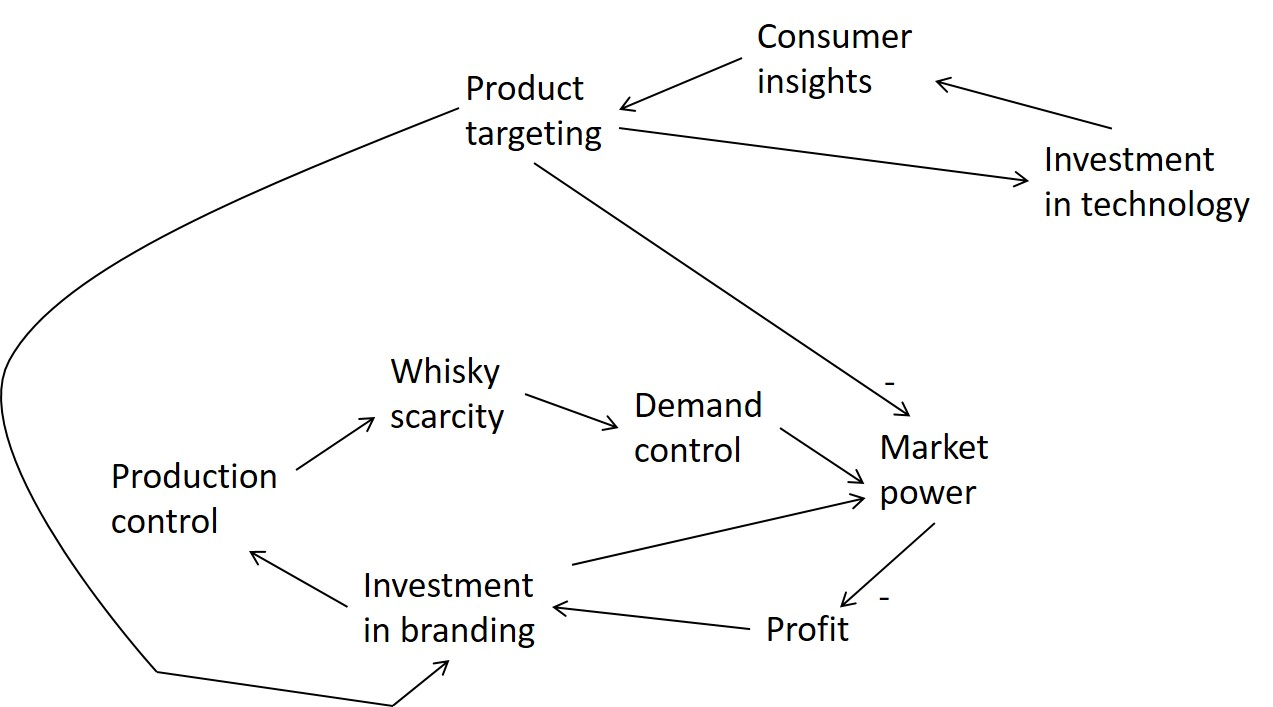 Consumer
insights
Product
targeting
Investment
in technology
Whisky
scarcity
-
Demand
control
Market
power
Production
control
Investment
in branding
-
Profit